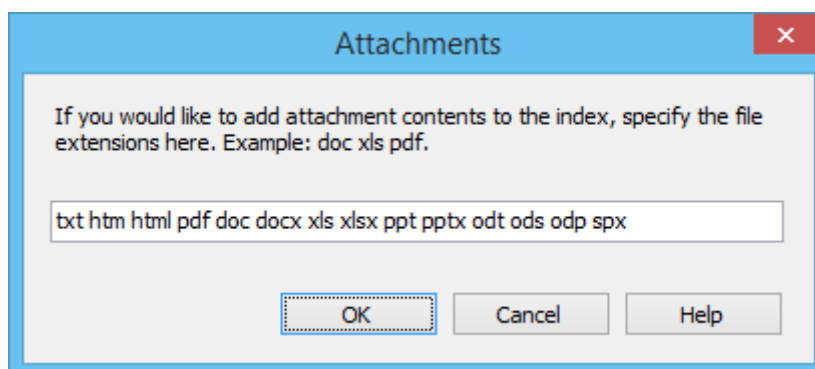 Attachments
If you would like to add attachment contents to the index, specify the file
extensions here. Example: doc xls pdf.
txt htm html pdf doc docx xls xlsx ppt pptx odt ods odp spx
OK Cancel Help